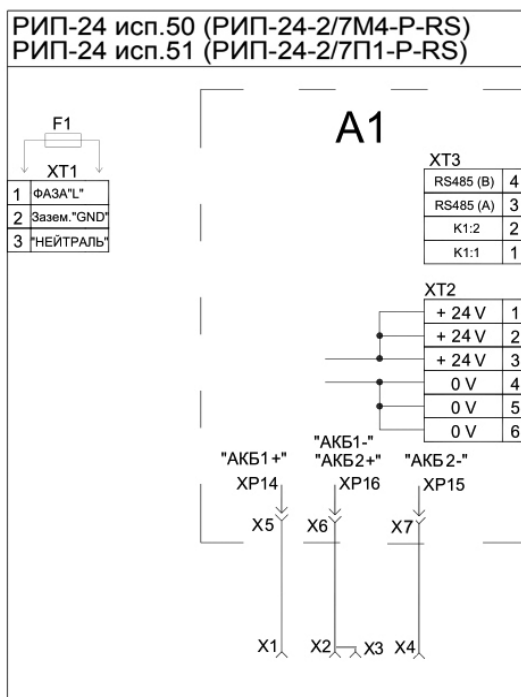 РИП-24 исп.50 (РИП-24-2/7М4-Р-RS)
РИП-24 исп.51 (РИП-24-2/7П1-Р-RS)
A1
F1
XT1
1 ФАЗА"L"
2 Зазем."GND"
3 "НЕЙТРАЛЬ"
XT3
RS485 (B) 4
RS485 (A) 3
K1:2 2
K1:1 1
XT2
+ 24 V 1
+ 24 V 2
+ 24 V 3
0 V 4
0 V 5
0 V 6
"АКБ1-"
"АКБ1+" "АКБ2+" "АКБ2-"
XP14 XP16 XP15
X5 X6 X7
X1 X2 X3 X4